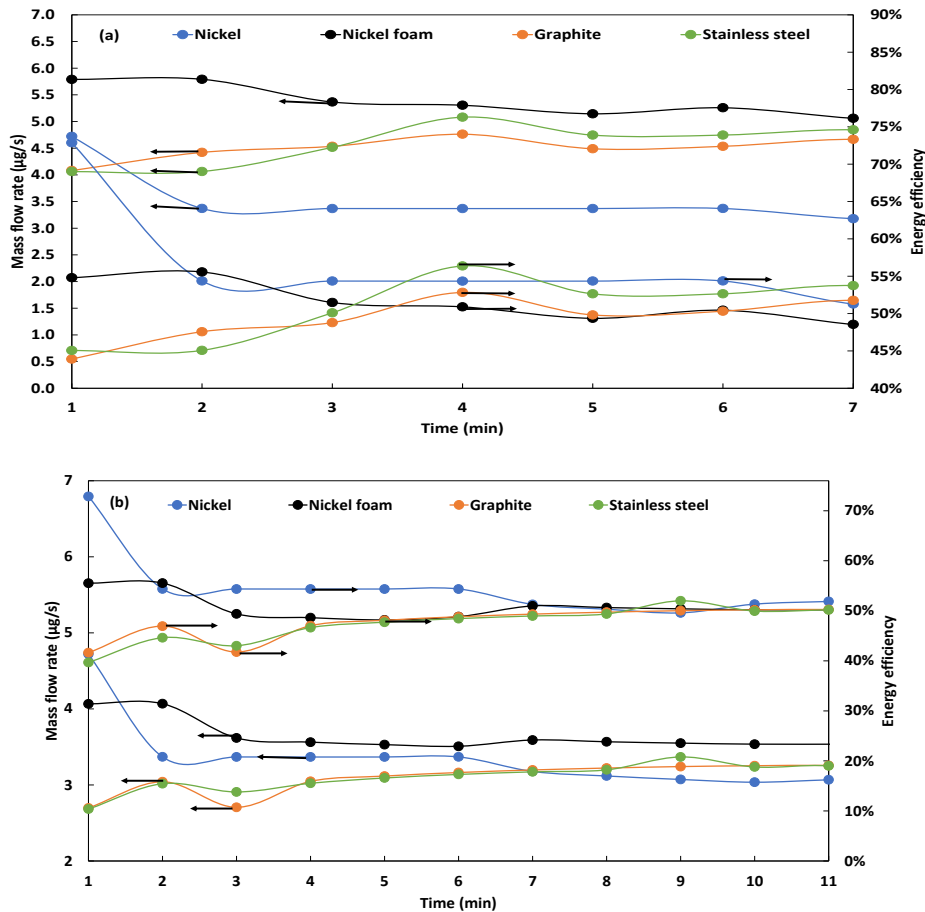 (a)
Nickel
Nickel foam
Graphite
Stainless steel
Mass flow rate (µg/s)
7.0
6.5
6.0
5.5
5.0
4.5
4.0
3.5
3.0
2.5
2.0
1.5
1.0
0.5
0.0
90%
85%
80%
75%
70%
65%
60%
55%
50%
45%
40%
Energy efficiency
1 2 3 4 5 6 7
Time (min)
(b)
Nickel
Nickel foam
Graphite
Stainless steel
Mass flow rate (µg/s)
7
6
5
4
3
2
70%
60%
50%
40%
30%
20%
10%
0%
Energy efficiency
1 2 3 4 5 6 7 8 9 10 11
Time (min)